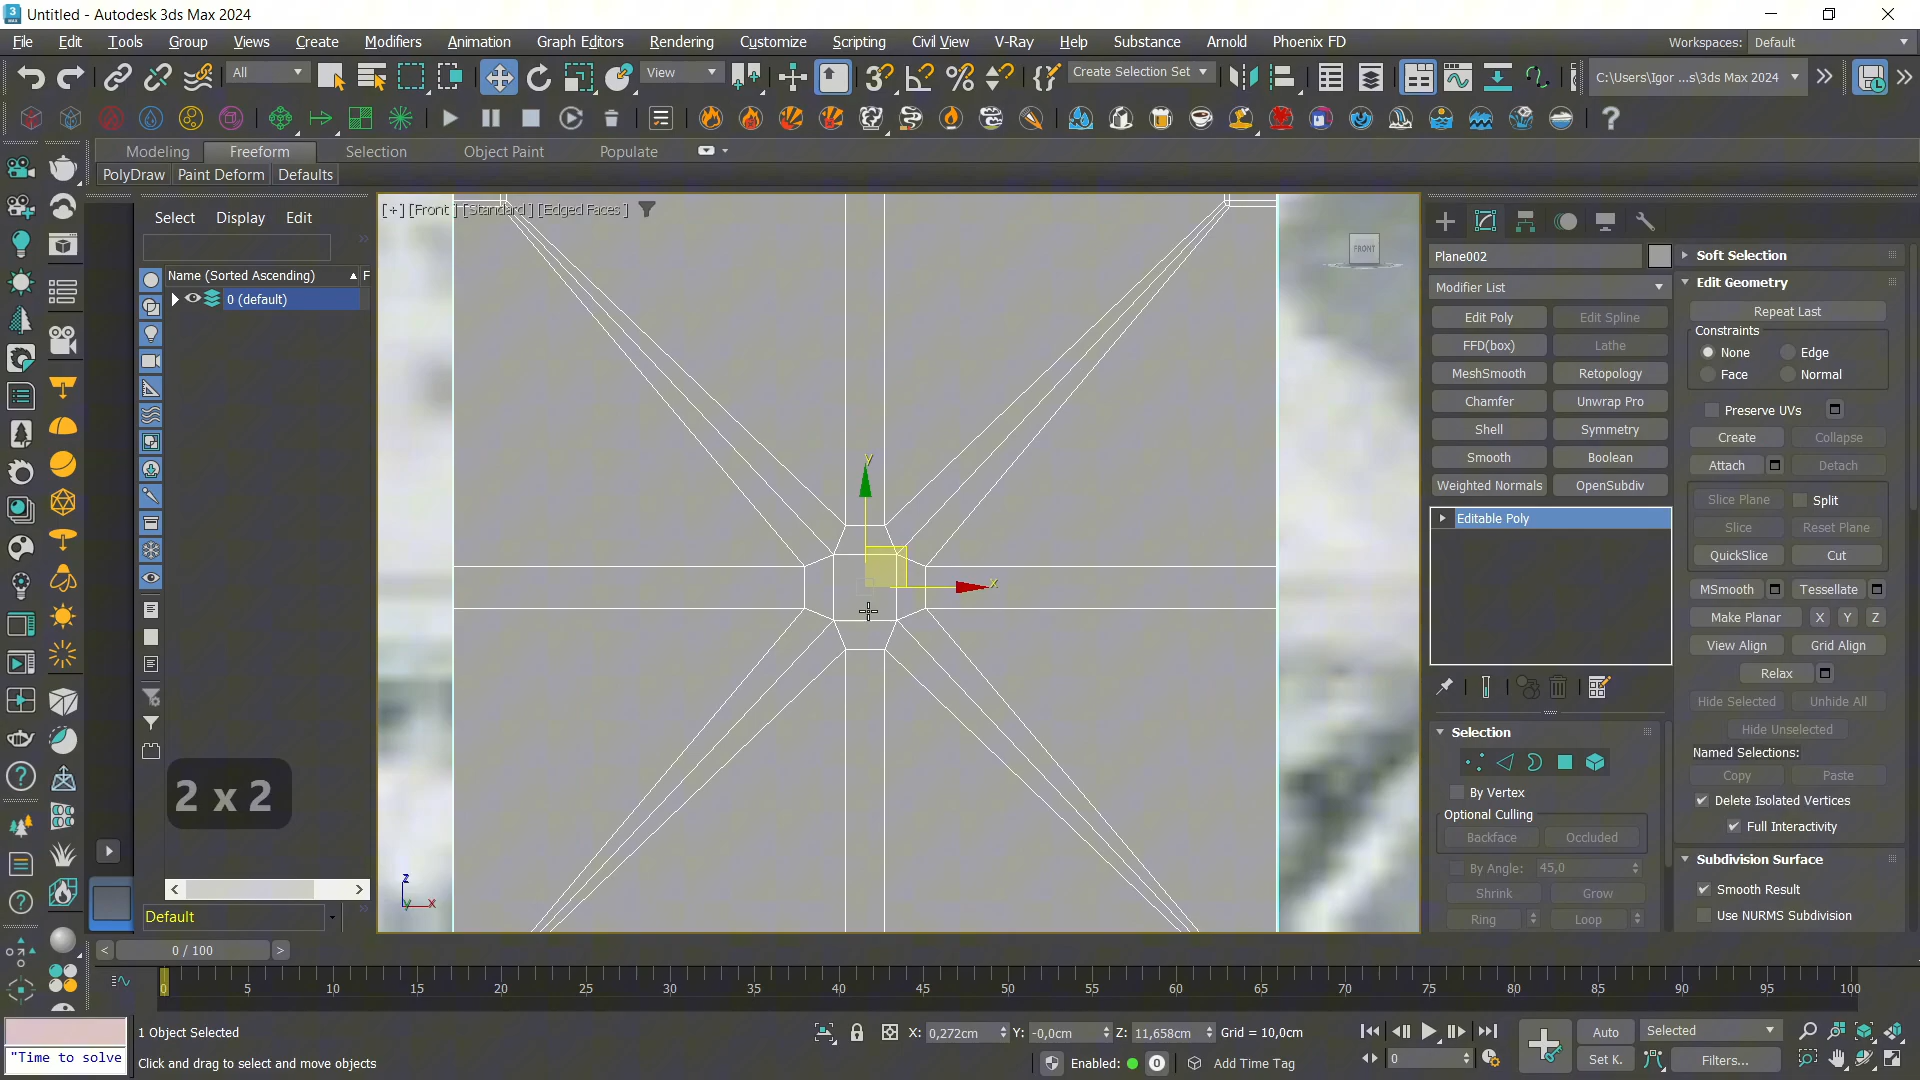 Untitled - Autodesk 3ds Max 2024
File Edit Tools Group Views Create Modifiers Animation Graph Editors Rendering Customize Scripting Civil View V-Ray Help Substance Arnold Phoenix FD Workspaces: Default
All View Create Selection Set C:\Users\Igor ...s\3ds Max 2024
Modeling Freeform Selection Object Paint Populate
PolyDraw Paint Deform Defaults
Select Display Edit
Name (Sorted Ascending) F
0 (default)
[+] [Front ] [Standard ] [Edged Faces ]
FRONT
y
x
2 x 2
z
y x
Default
Plane002
Modifier List
Edit Poly Edit Spline
FFD(box) Lathe
MeshSmooth Retopology
Chamfer Unwrap Pro
Shell Symmetry
Smooth Boolean
Weighted Normals OpenSubdiv
Editable Poly
Selection
By Vertex
Optional Culling
Backface Occluded
By Angle: 45,0
Shrink Grow
Ring Loop
Soft Selection
Edit Geometry
Repeat Last
Constraints
None Edge
Face Normal
Preserve UVs
Create Collapse
Attach Detach
Slice Plane Split
Slice Reset Plane
QuickSlice Cut
MSmooth Tessellate
Make Planar X Y Z
View Align Grid Align
Relax
Hide Selected Unhide All
Hide Unselected
Named Selections:
Copy Paste
Delete Isolated Vertices
Full Interactivity
Subdivision Surface
Smooth Result
Use NURMS Subdivision
0 / 100
0 5 10 15 20 25 30 35 40 45 50 55 60 65 70 75 80 85 90 95 100
"Time to solve
1 Object Selected
Click and drag to select and move objects
X: 0,272cm Y: -0,0cm Z: 11,658cm Grid = 10,0cm
Enabled: 0 Add Time Tag
0
Auto Selected
Set K. Filters...